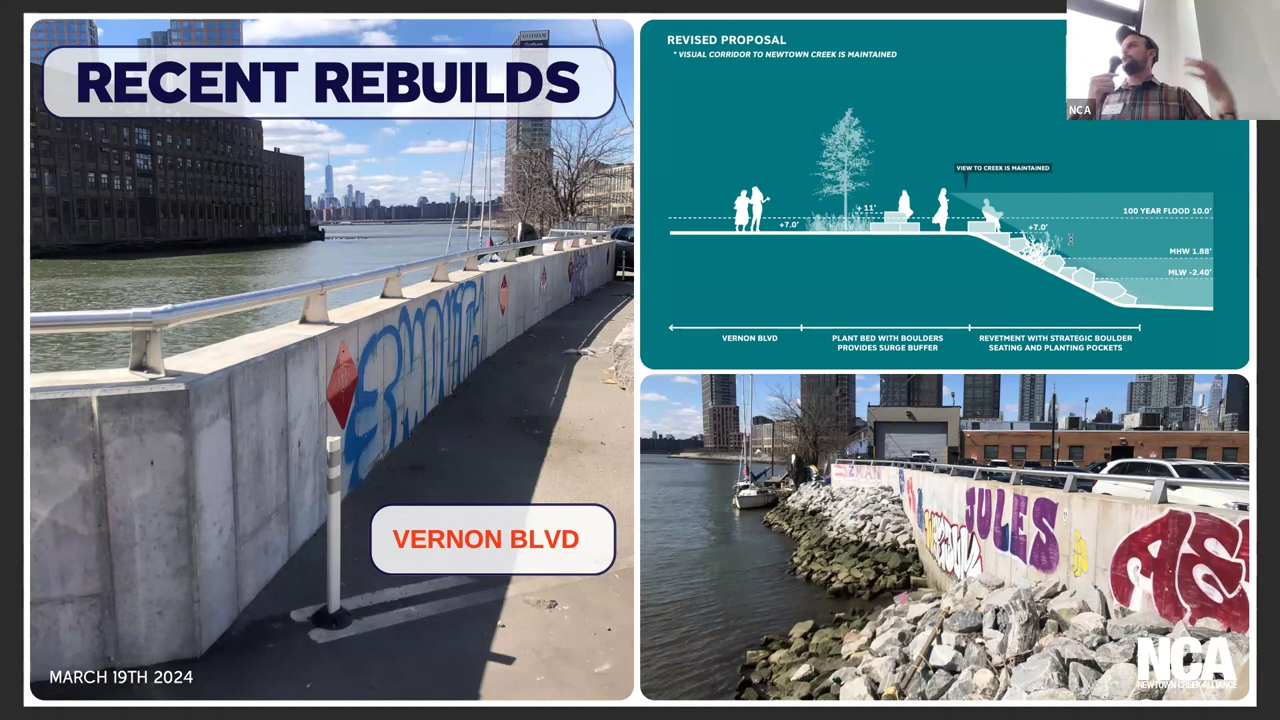 RECENT REBUILDS
VERNON BLVD
MARCH 19TH 2024
REVISED PROPOSAL
* VISUAL CORRIDOR TO NEWTOWN CREEK IS MAINTAINED
VIEW TO CREEK IS MAINTAINED
+ 11'
+7.0'
+7.0'
100 YEAR FLOOD 10.0'
MHW 1.88'
MLW -2.40'
VERNON BLVD
PLANT BED WITH BOULDERS
PROVIDES SURGE BUFFER
REVETMENT WITH STRATEGIC BOULDER
SEATING AND PLANTING POCKETS
NCA
JULES
NCA
NEWTOWN CREEK ALLIANCE